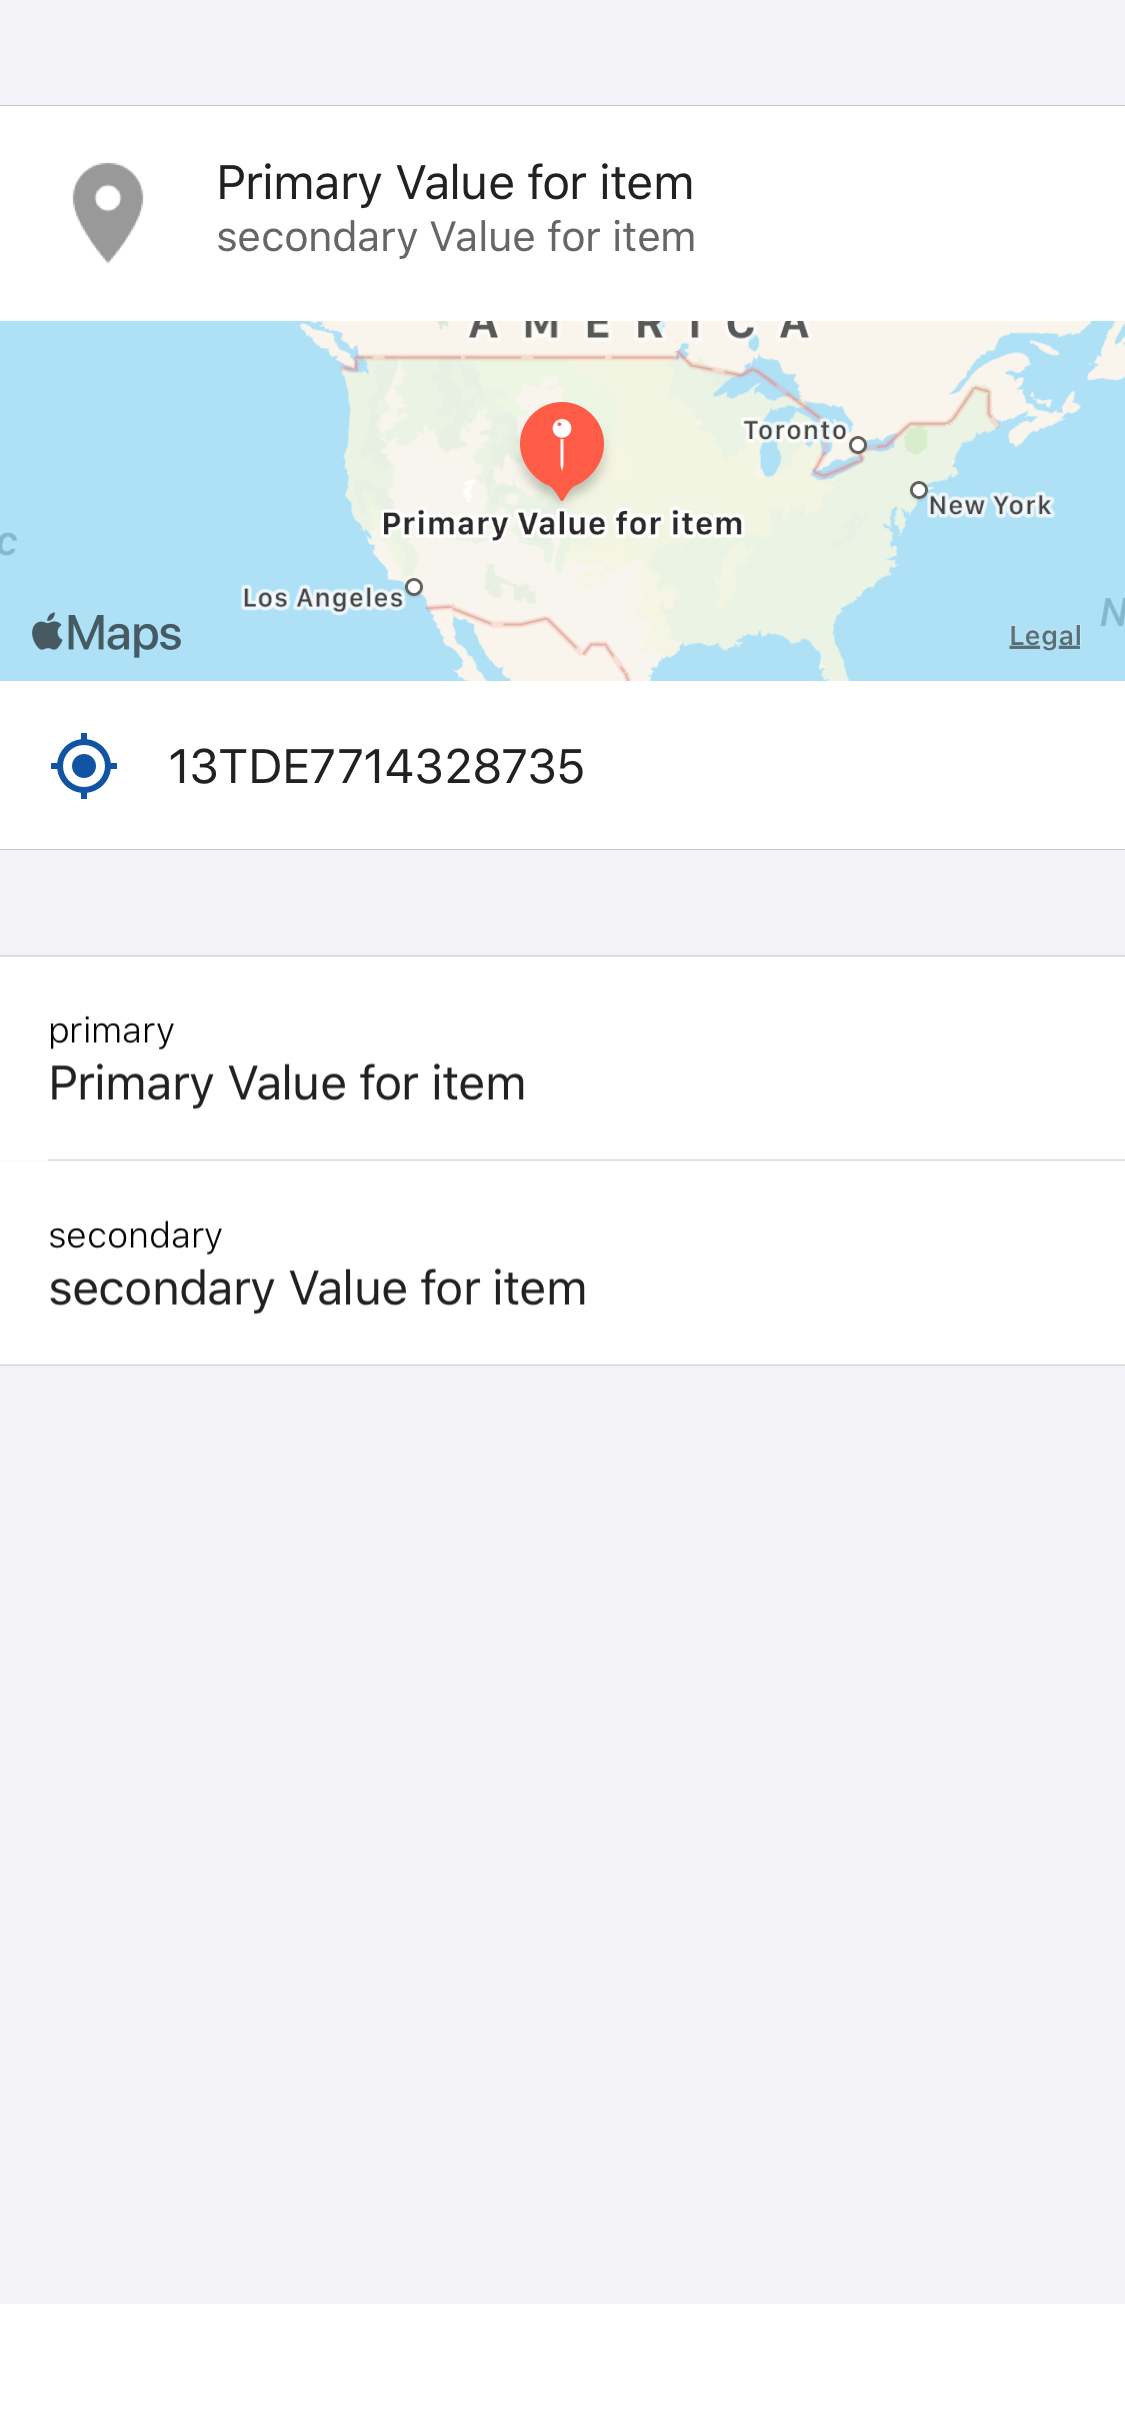 Primary Value for item
secondary Value for item
AMERICA
Toronto
New York
Primary Value for item
Los Angeles
Maps
Legal
13TDE7714328735
primary
Primary Value for item
secondary
secondary Value for item